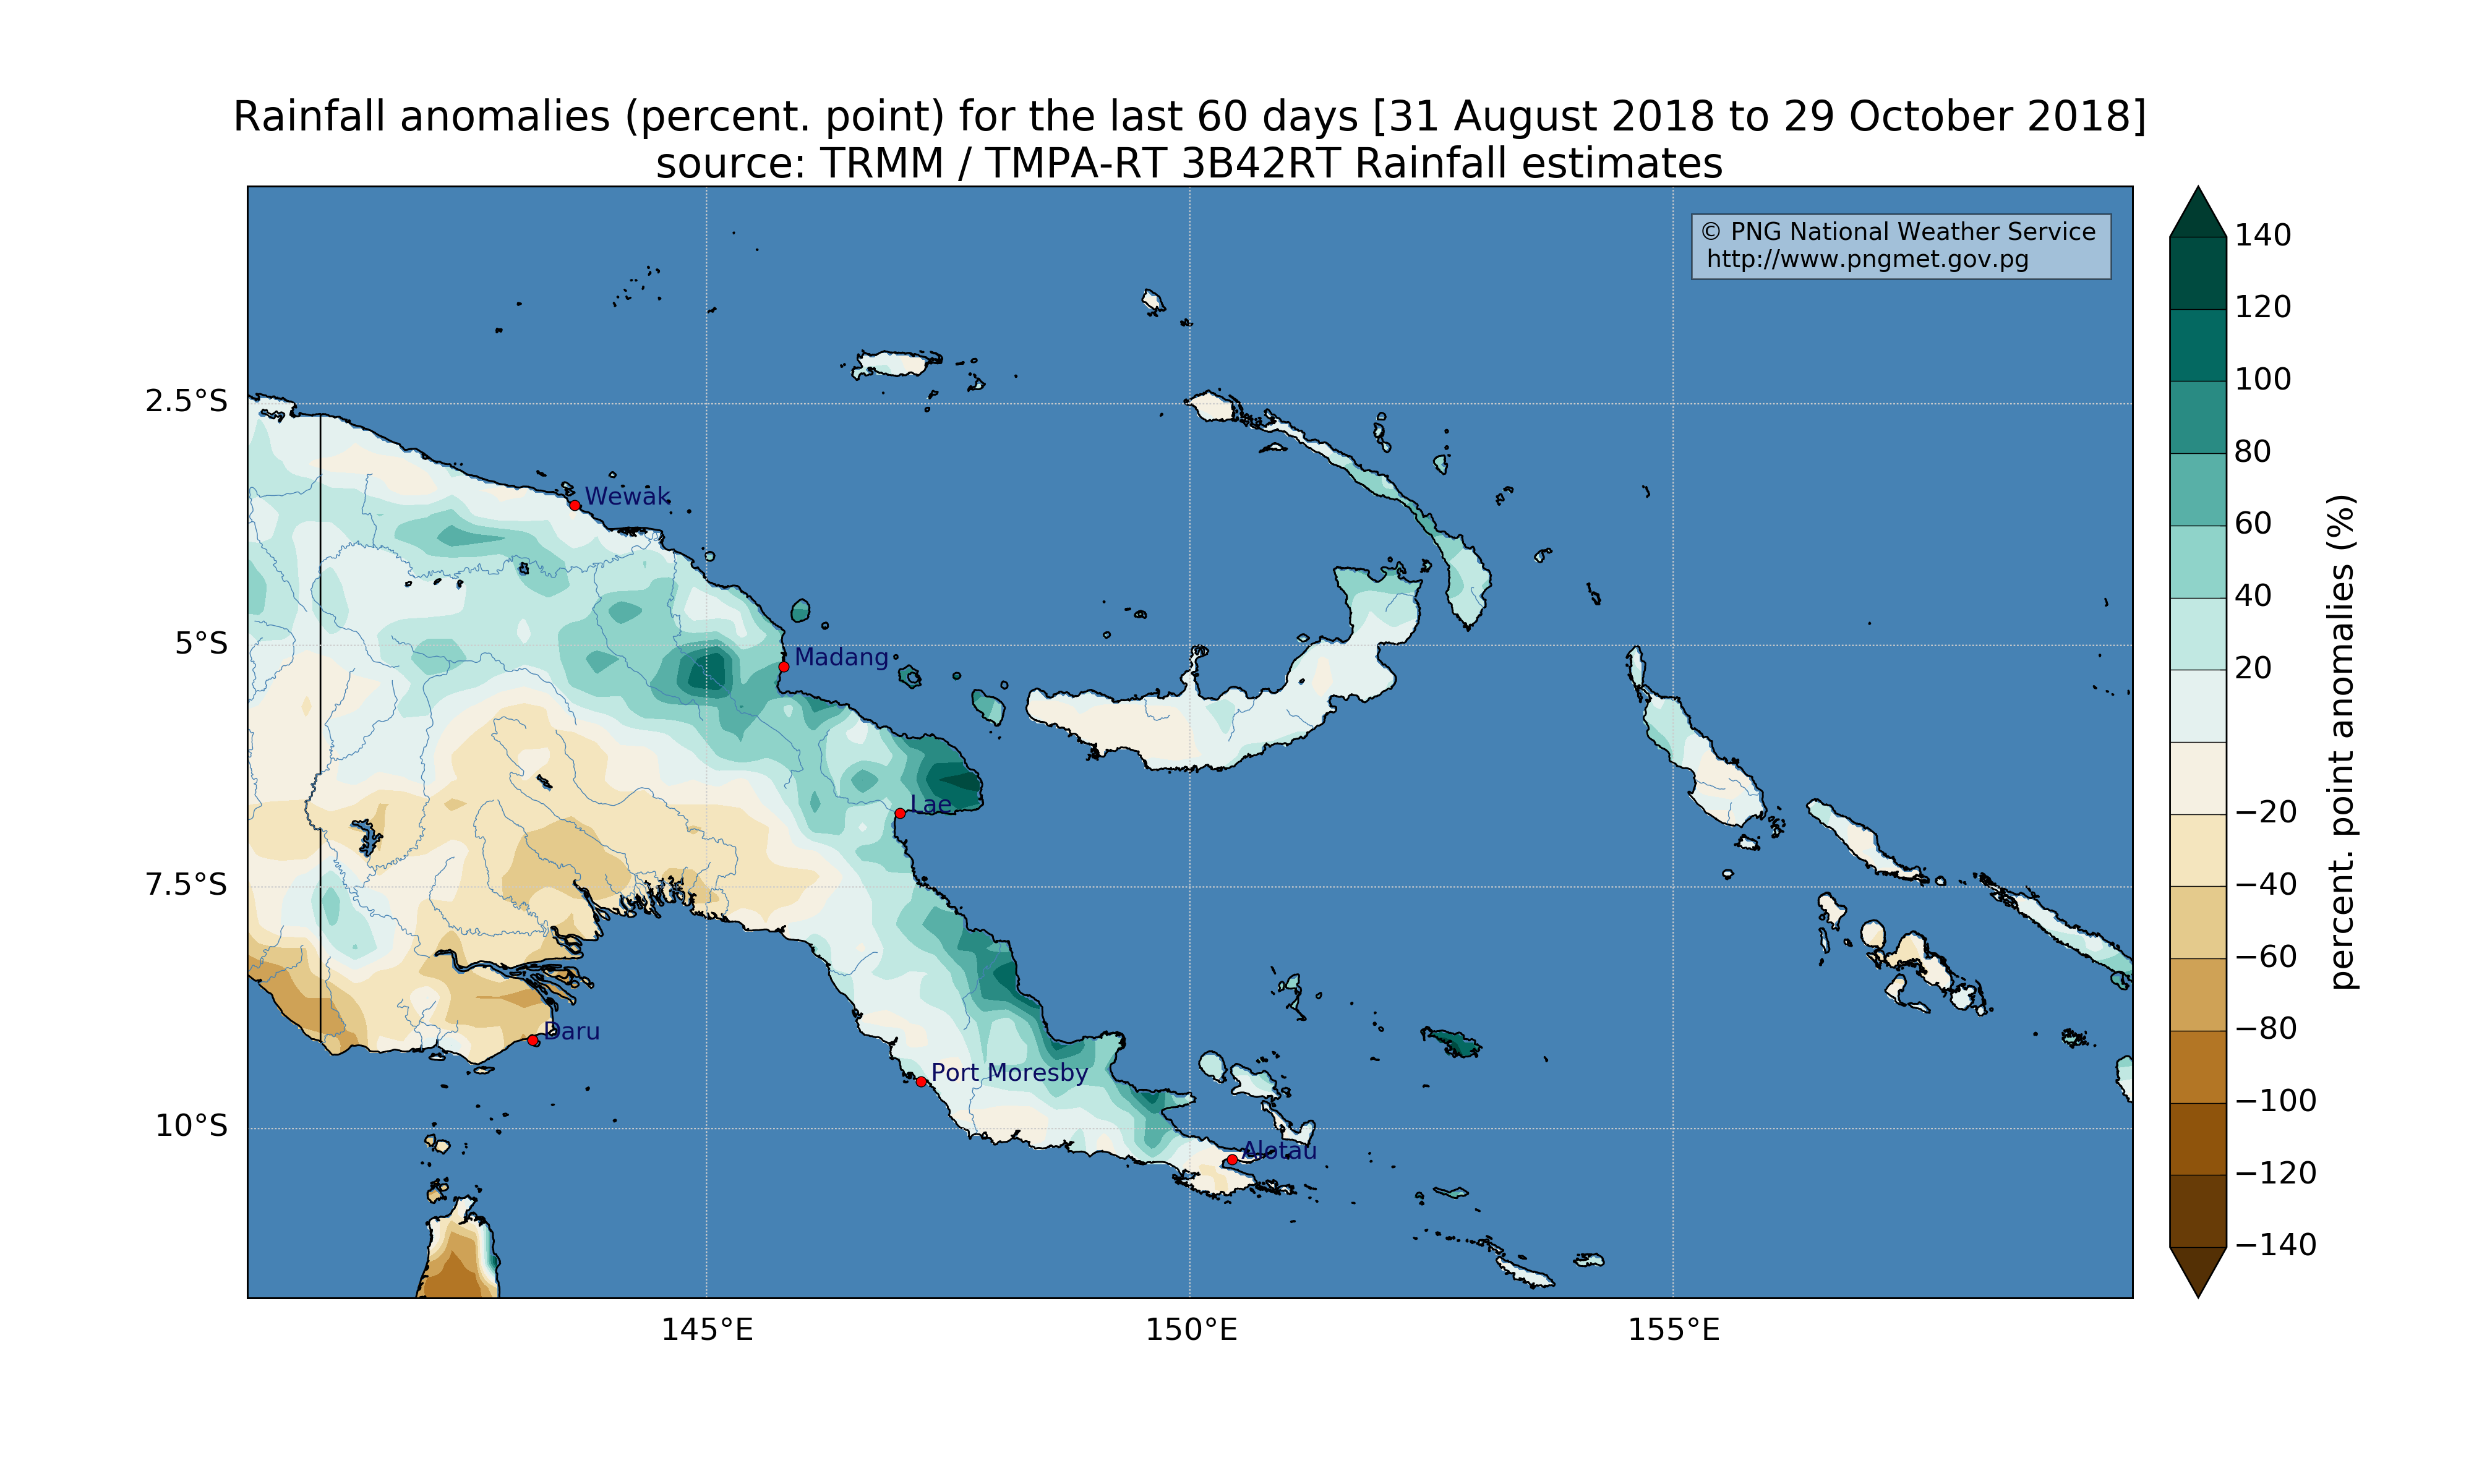 Rainfall anomalies (percent. point) for the last 60 days [31 August 2018 to 29 October 2018]
source: TRMM / TMPA-RT 3B42RT Rainfall estimates
© PNG National Weather Service
http://www.pngmet.gov.pg
2.5°S
5°S
7.5°S
10°S
Wewak
Madang
Lae
Daru
Port Moresby
Alotau
145°E
150°E
155°E
140
120
100
80
60
40
20
−20
−40
−60
−80
−100
−120
−140
percent. point anomalies (%)